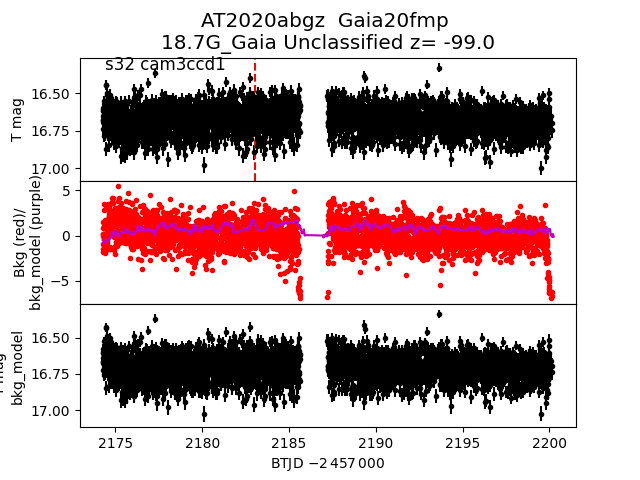 AT2020abgz  Gaia20fmp
18.7G_Gaia Unclassified z= -99.0
s32 cam3ccd1
16.50
16.75
17.00
T mag
5
0
−5
Bkg (red)/
bkg_model (purple)
16.50
16.75
17.00
bkg_model
2175
2180
2185
2190
2195
2200
BTJD −2 457 000